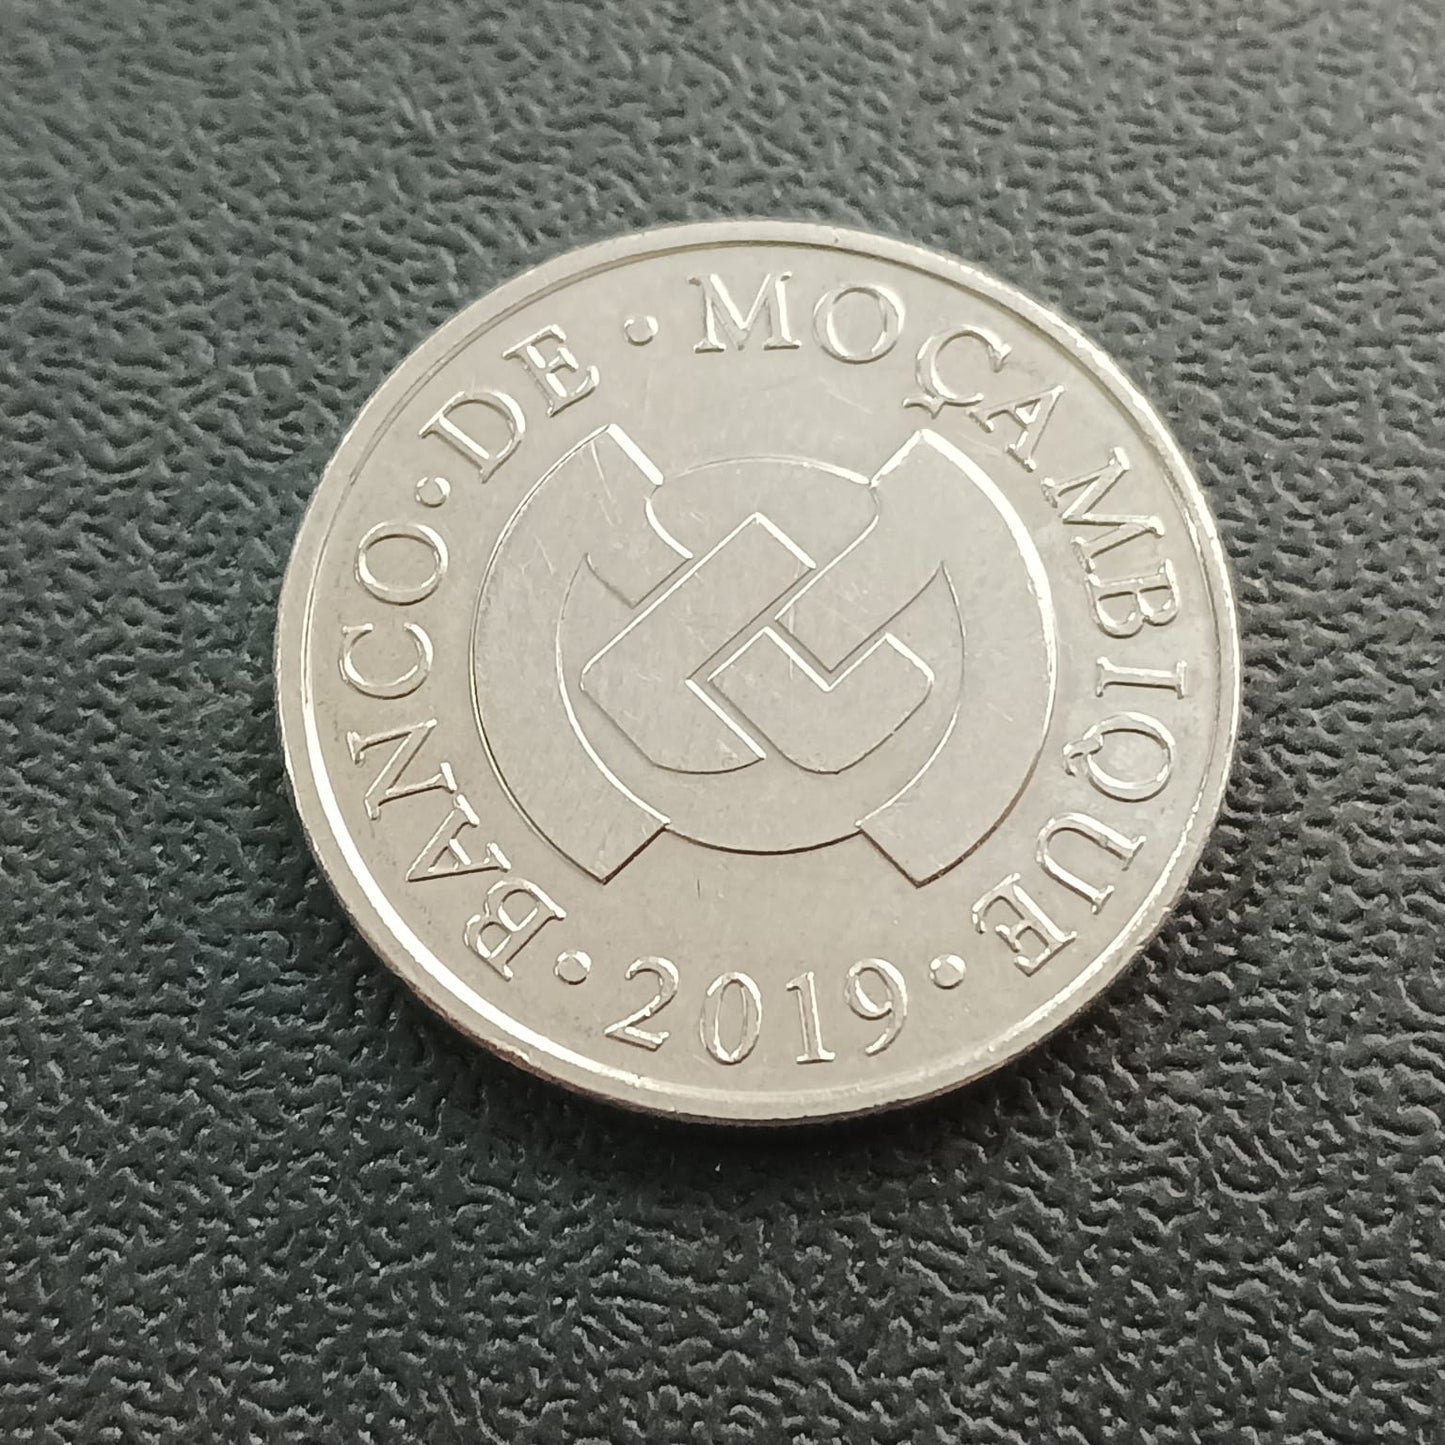 BANCO · DE · MOÇAMBIQUE
· 2019 ·